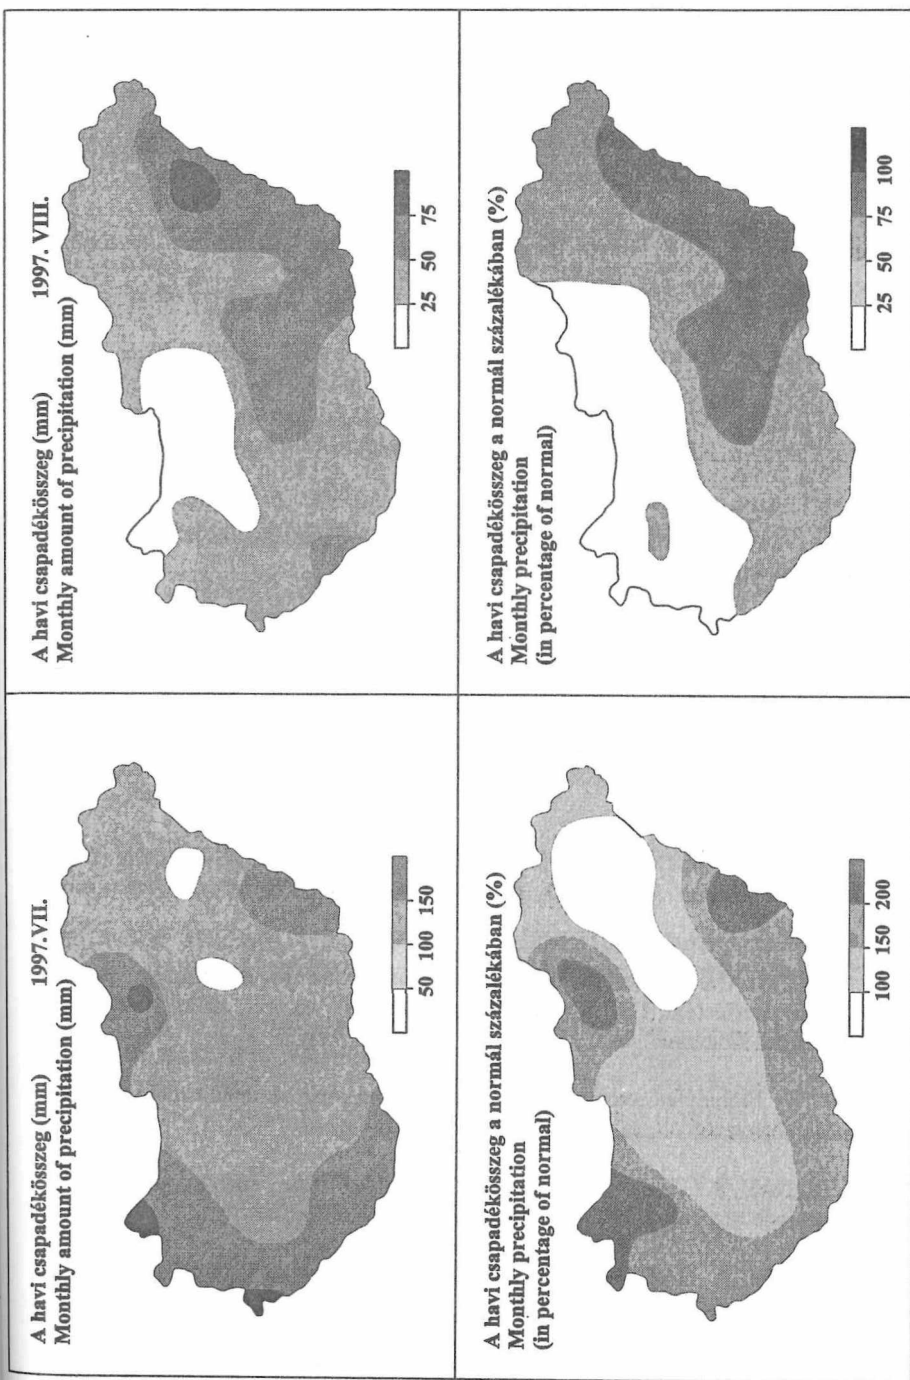 A havi csapadékösszeg (mm) 1997.VII.
Monthly amount of precipitation (mm)
50 100 150
A havi csapadékösszeg (mm) 1997. VIII.
Monthly amount of precipitation (mm)
25 50 75
A havi csapadékösszeg a normál százalékában (%)
Monthly precipitation
(in percentage of normal)
100 150 200
A havi csapadékösszeg a normál százalékában (%)
Monthly precipitation
(in percentage of normal)
25 50 75 100